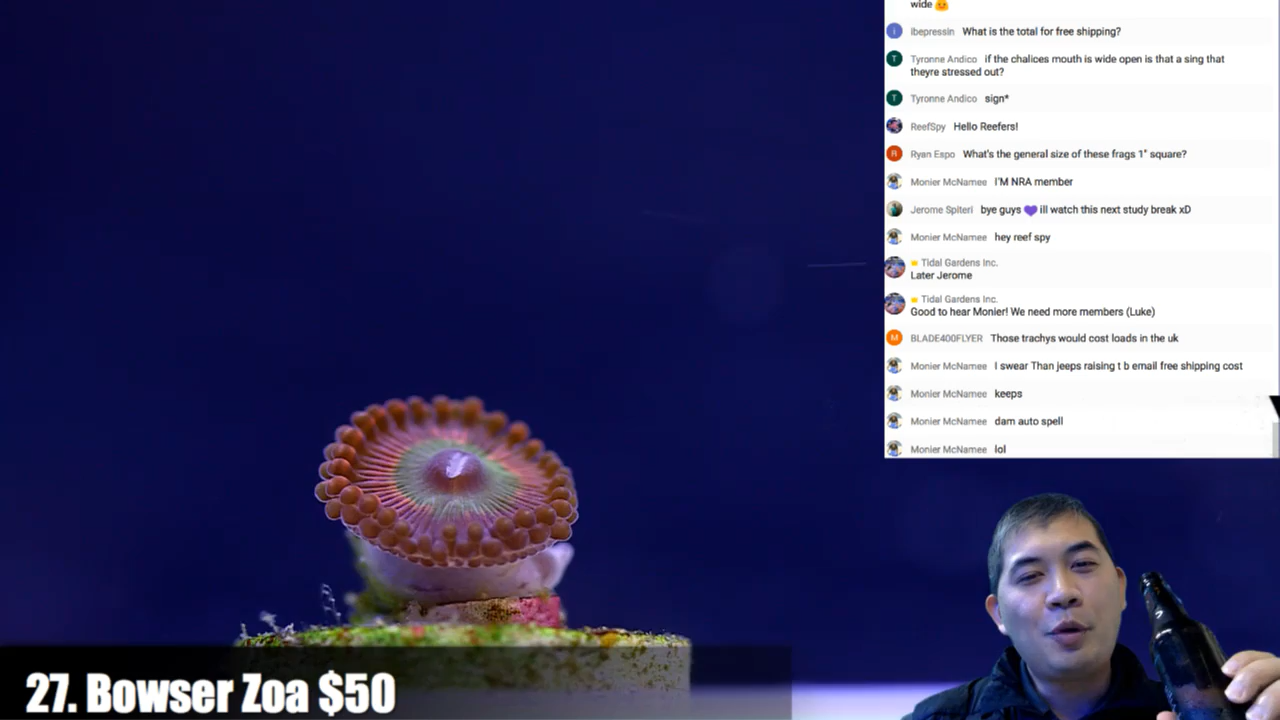 wide
I Ibepressin What is the total for free shipping?
T Tyronne Andico if the chalices mouth is wide open is that a sing that
theyre stressed out?
T Tyronne Andico sign*
ReefSpy Hello Reefers!
R Ryan Espo What's the general size of these frags 1" square?
Monier McNamee I'M NRA member
Jerome Spiteri bye guys 💜 ill watch this next study break xD
Monier McNamee hey reef spy
Tidal Gardens Inc.
Later Jerome
Tidal Gardens Inc.
Good to hear Monier! We need more members (Luke)
M BLADE400FLYER Those trachys would cost loads in the uk
Monier McNamee I swear Than jeeps raising t b email free shipping cost
Monier McNamee keeps
Monier McNamee dam auto spell
Monier McNamee lol
27. Bowser Zoa $50